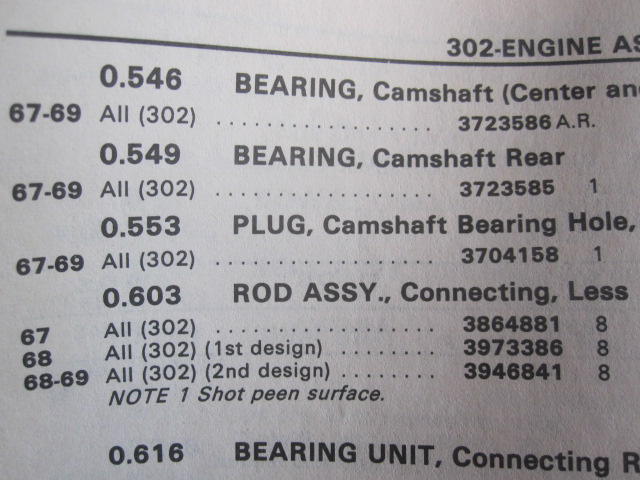 302-ENGINE
0.546 BEARING, Camshaft (Center
67-69 All (302) .................. 3723586 A.R.
0.549 BEARING, Camshaft Rear
67-69 All (302) .................. 3723585 1
0.553 PLUG, Camshaft Bearing Hole,
67-69 All (302) .................. 3704158 1
0.603 ROD ASSY., Connecting, Less
67 All (302) .................. 3864881 8
68 All (302) (1st design) ........ 3973386 8
68-69 All (302) (2nd design) ........ 3946841 8
NOTE 1 Shot peen surface.
0.616 BEARING UNIT, Connecting